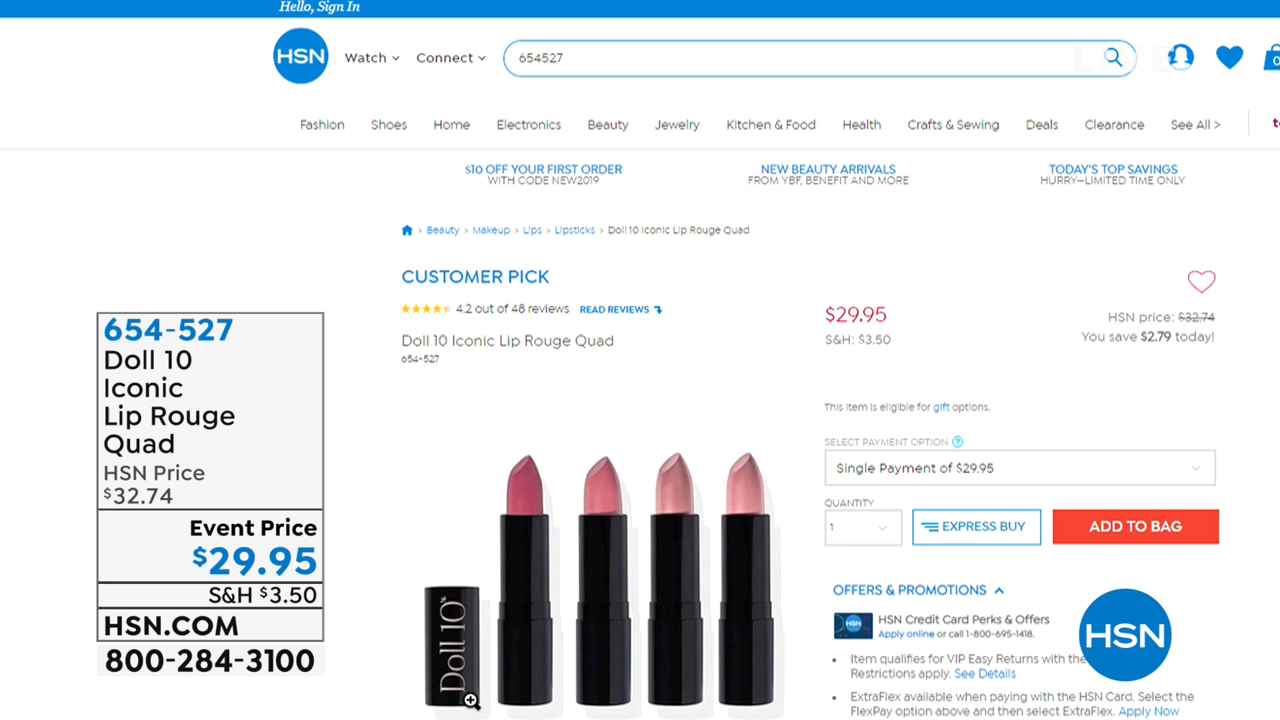 Hello, Sign In
HSN
Watch
Connect
654527
0
Fashion
Shoes
Home
Electronics
Beauty
Jewelry
Kitchen & Food
Health
Crafts & Sewing
Deals
Clearance
See All >
$10 OFF YOUR FIRST ORDER
WITH CODE NEW2019
NEW BEAUTY ARRIVALS
FROM YBF, BENEFIT AND MORE
TODAY'S TOP SAVINGS
HURRY—LIMITED TIME ONLY
> Beauty > Makeup > Lips > Lipsticks > Doll 10 Iconic Lip Rouge Quad
CUSTOMER PICK
4.2 out of 48 reviews READ REVIEWS
Doll 10 Iconic Lip Rouge Quad
654-527
$29.95
S&H: $3.50
HSN price: $32.74
You save $2.79 today!
This item is eligible for gift options.
SELECT PAYMENT OPTION ?
Single Payment of $29.95
QUANTITY
1
EXPRESS BUY
ADD TO BAG
OFFERS & PROMOTIONS
HSN
HSN Credit Card Perks & Offers
Apply online or call 1-800-695-1418.
• Item qualifies for VIP Easy Returns with the
Restrictions apply. See Details
• ExtraFlex available when paying with the HSN Card. Select the
FlexPay option above and then select ExtraFlex. Apply Now
Doll 10
654-527
Doll 10
Iconic
Lip Rouge
Quad
HSN Price
$32.74
Event Price
$29.95
S&H $3.50
HSN.COM
800-284-3100
HSN